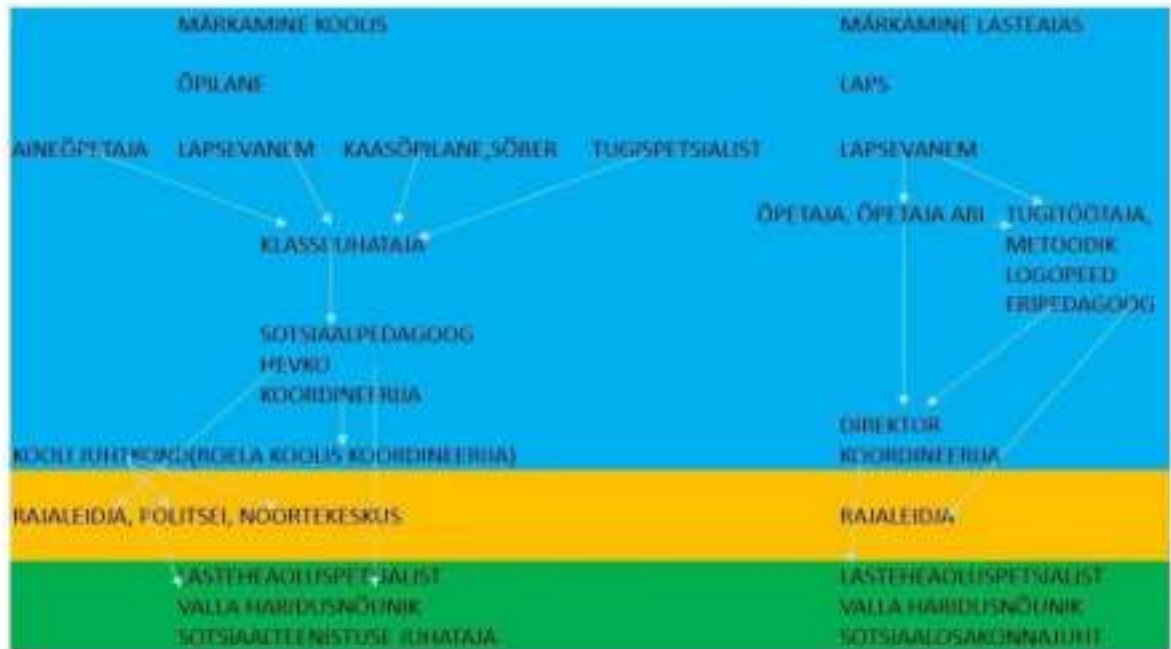 MÄRKAMINE KOOLIS MÄRKAMINE LASTEAIAS
ÕPILANE LAPS
AINEÕPETAJA LAPSEVANEM KAASÕPILANE,SÕBER TUGISPETSIALIST LAPSEVANEM
ÕPETAJA, ÕPETAJA ABI TUGITÖÖTAJA,
KLASSIJUHATAJA METOODIK
LOGOPEED
ERIPEDAGOOG
SOTSIAALPEDAGOOG
HEVKO
KOORDINEERIJA
DIREKTOR
KOOLI JUHTKOND(ROELA KOOLIS KOORDINEERIJA) KOORDINEERIJA
RAJALEIDJA, POLITSEI, NOORTEKESKUS RAJALEIDJA
LASTEHEAOLUSPETSIALIST LASTEHEAOLUSPETSIALIST
VALLA HARIDUSNÕUNIK VALLA HARIDUSNÕUNIK
SOTSIAALTEENISTUSE JUHATAJA SOTSIAALOSAKONNAJUHT